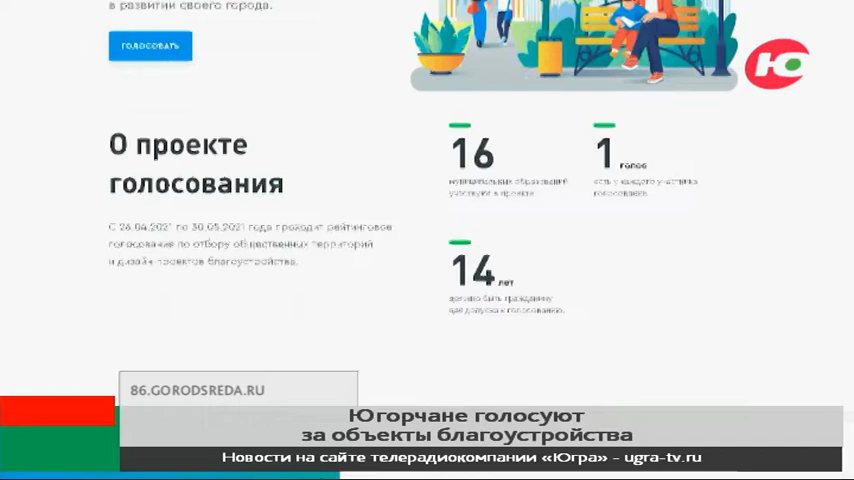 в развитии своего города.
ГОЛОСОВАТЬ
Ю
О проекте
голосования
С 26.04.2021 по 30.05.2021 года проходит рейтинговое
голосование по отбору общественных территорий
и дизайн-проектов благоустройства.
16
муниципальных образований
участвует в проекте
1 голос
есть у каждого участника
голосования.
14 лет
должно быть гражданину
для допуска к голосованию.
86.GORODSREDA.RU
Югорчане голосуют
за объекты благоустройства
Новости на сайте телерадиокомпании «Югра» - ugra-tv.ru